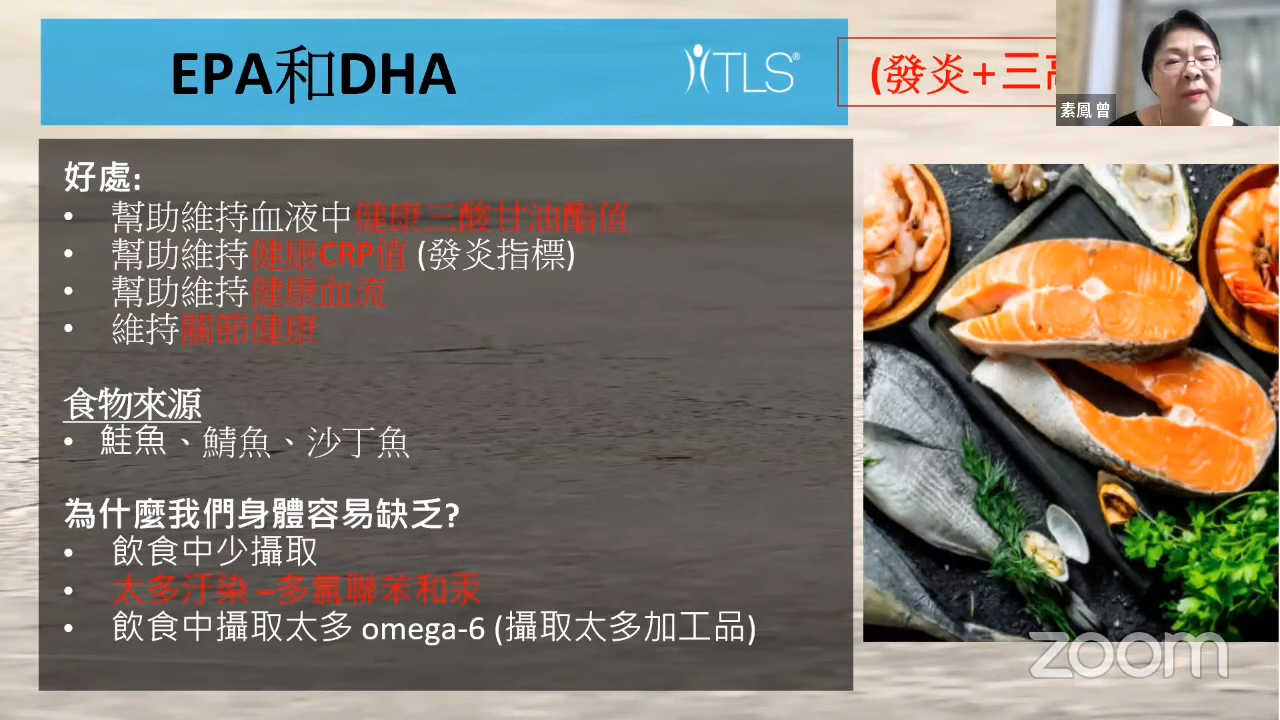 EPA和DHA
TLS®
(發炎+三高
素鳳 曾
好處:
• 幫助維持血液中健康三酸甘油酯值
• 幫助維持健康CRP值 (發炎指標)
• 幫助維持健康血流
• 維持關節健康
食物來源
• 鮭魚、鯖魚、沙丁魚
為什麼我們身體容易缺乏?
• 飲食中少攝取
• 太多汙染 –多氯聯苯和汞
• 飲食中攝取太多 omega-6 (攝取太多加工品)
zoom